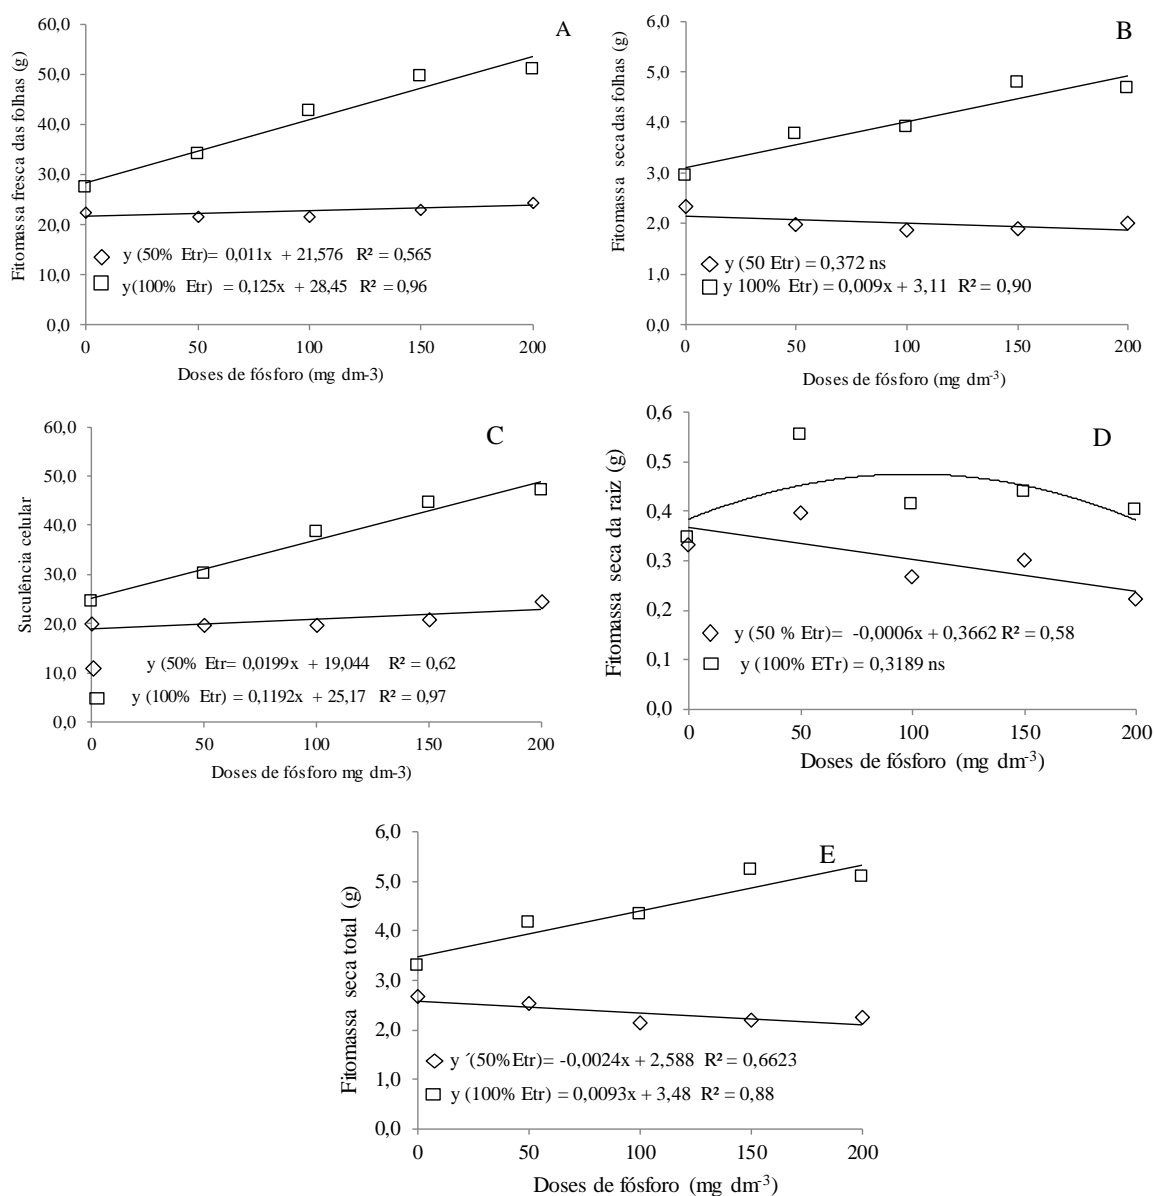 A
Fitomassa fresca das folhas (g)
60,0
50,0
40,0
30,0
20,0
10,0
0,0
y (50% Etr)= 0,011x + 21,576 R² = 0,565
y(100% Etr) = 0,125x + 28,45 R² = 0,96
0 50 100 150 200
Doses de fósforo (mg dm-3)
B
Fitomassa seca das folhas (g)
6,0
5,0
4,0
3,0
2,0
1,0
0,0
y (50 Etr) = 0,372 ns
y 100% Etr) = 0,009x + 3,11 R² = 0,90
0 50 100 150 200
Doses de fósforo (mg dm-3)
C
Suculência celular
60,0
50,0
40,0
30,0
20,0
10,0
0,0
y (50% Etr= 0,0199x + 19,044 R² = 0,62
y (100% Etr) = 0,1192x + 25,17 R² = 0,97
0 50 100 150 200
Doses de fósforo mg dm-3)
D
Fitomassa seca da raiz (g)
0,6
0,5
0,4
0,3
0,2
0,1
0,0
y (50 % Etr)= -0,0006x + 0,3662 R² = 0,58
y (100% ETr) = 0,3189 ns
0 50 100 150 200
Doses de fósforo (mg dm-3)
E
Fitomassa seca total (g)
6,0
5,0
4,0
3,0
2,0
1,0
0,0
y ´(50%Etr)= -0,0024x + 2,588 R² = 0,6623
y (100% Etr) = 0,0093x + 3,48 R² = 0,88
0 50 100 150 200
Doses de fósforo (mg dm-3)